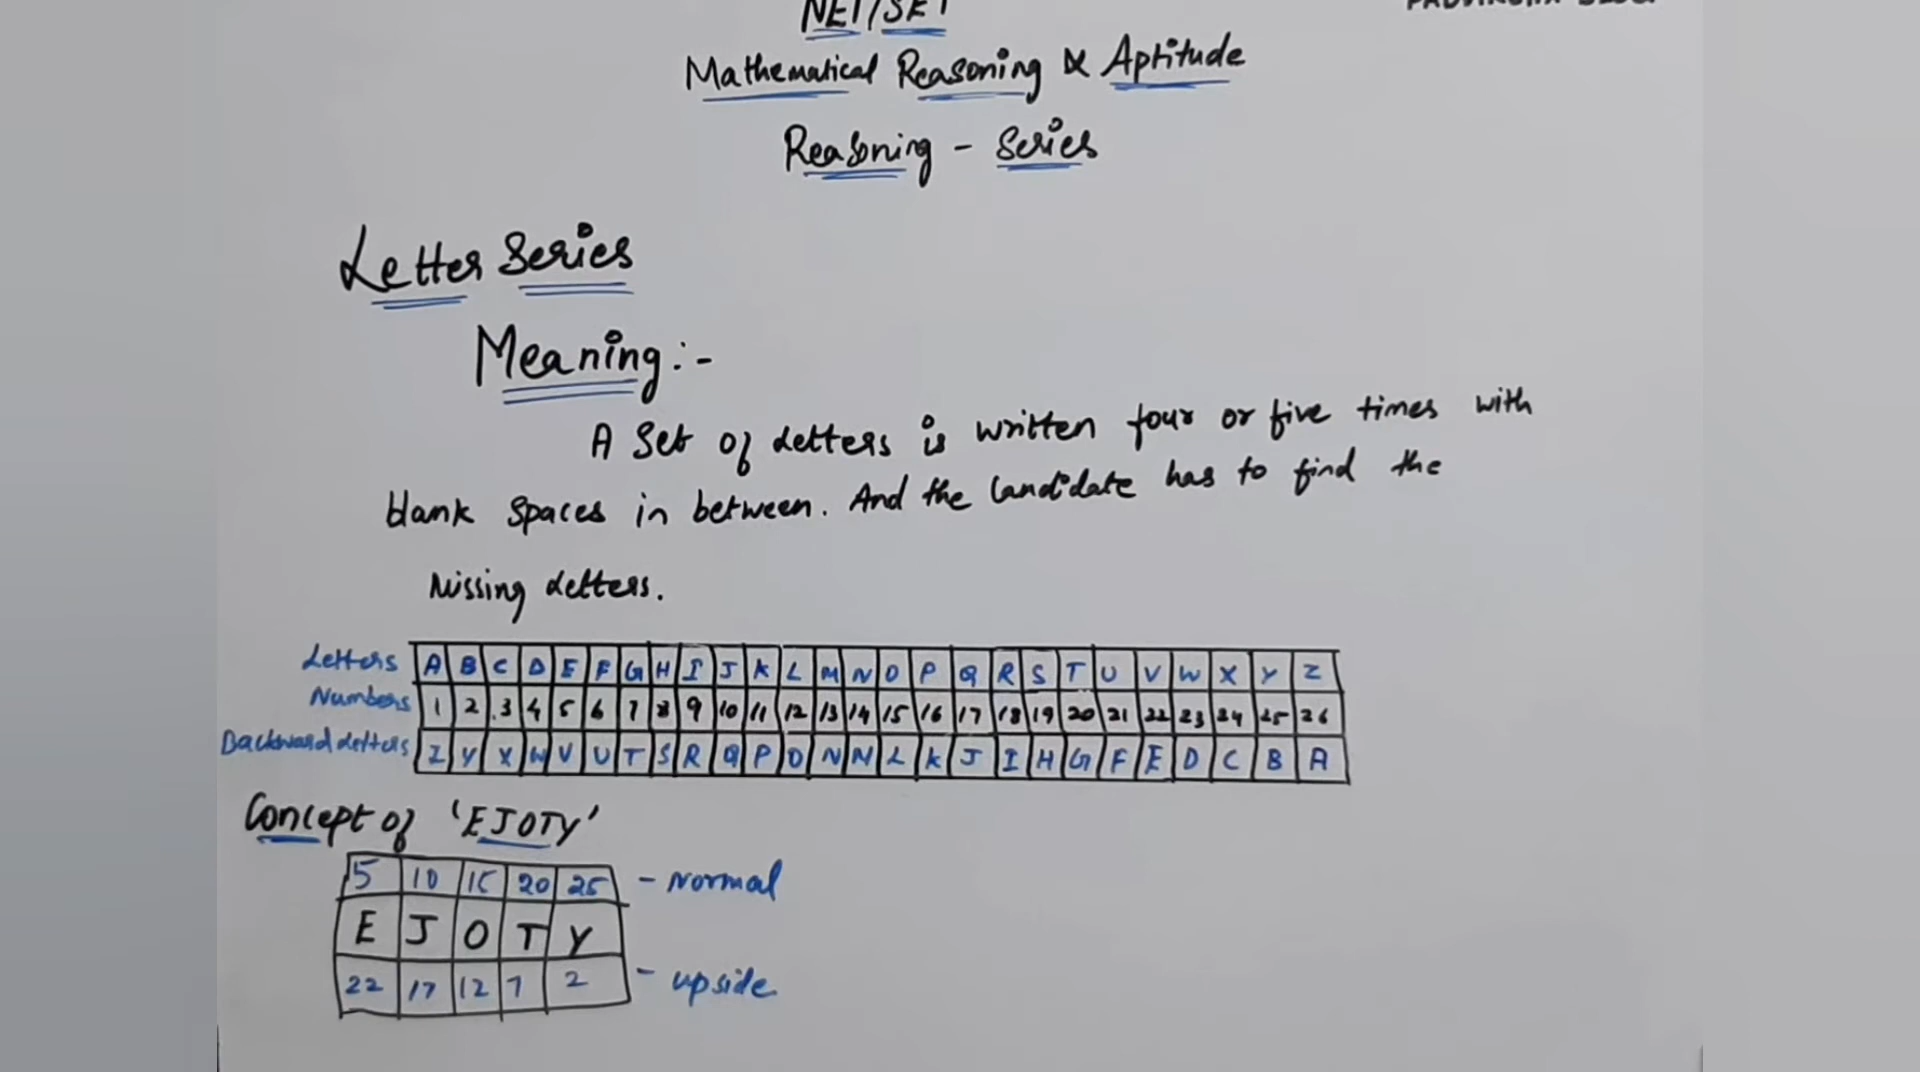 NET/SET
Mathematical Reasoning & Aptitude
Reasoning - Series
Letter Series
Meaning:-
A Set of Letters is written four or five times with
blank spaces in between. And the Candidate has to find the
Missing Letters.
Letters A B C D E F G H I J K L M N O P Q R S T U V W X Y Z
Numbers 1 2 3 4 5 6 7 8 9 10 11 12 13 14 15 16 17 18 19 20 21 22 23 24 25 26
Backward Letters Z Y X W V U T S R Q P O N M L K J I H G F E D C B A
Concept of 'EJOTY'
5 10 15 20 25 - Normal
E J O T Y
22 17 12 7 2 - upside